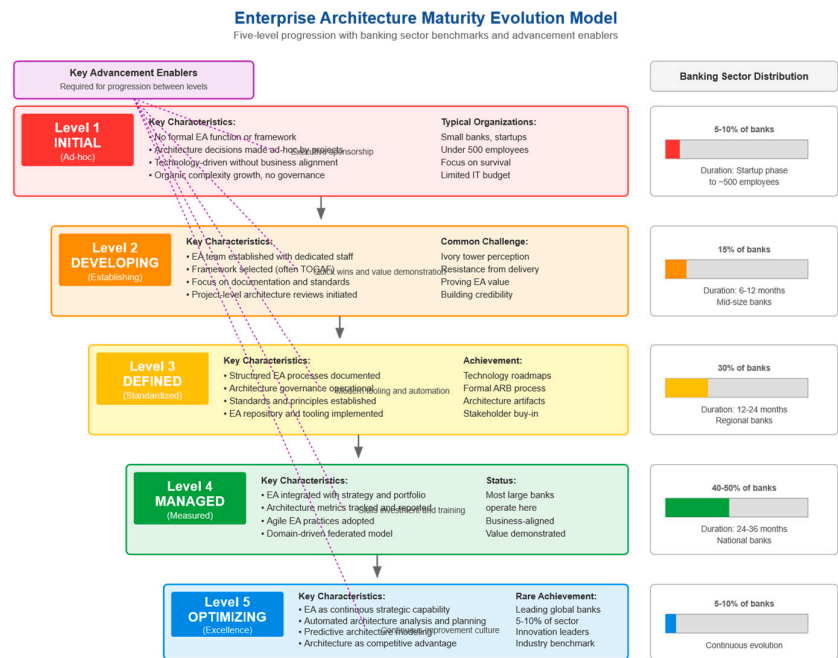 Enterprise Architecture Maturity Evolution Model
Five-level progression with banking sector benchmarks and advancement enablers
Key Advancement Enablers
Required for progression between levels
Banking Sector Distribution
Level 1
INITIAL
(Ad-hoc)
Key Characteristics:
• No formal EA function or framework
• Architecture decisions made ad-hoc by projects
• Technology-driven without business alignment
• Organic complexity growth, no governance
Executive sponsorship
Typical Organizations:
Small banks, startups
Under 500 employees
Focus on survival
Limited IT budget
5-10% of banks
Duration: Startup phase
to ~500 employees
Level 2
DEVELOPING
(Establishing)
Key Characteristics:
• EA team established with dedicated staff
• Framework selected (often TOGAF)
• Focus on documentation and standards
• Project-level architecture reviews initiated
Quick wins and value demonstration
Common Challenge:
Ivory tower perception
Resistance from delivery
Proving EA value
Building credibility
15% of banks
Duration: 6-12 months
Mid-size banks
Level 3
DEFINED
(Standardized)
Key Characteristics:
• Structured EA processes documented
• Architecture governance operational
• Standards and principles established
• EA repository and tooling implemented
Modern tooling and automation
Achievement:
Technology roadmaps
Formal ARB process
Architecture artifacts
Stakeholder buy-in
30% of banks
Duration: 12-24 months
Regional banks
Level 4
MANAGED
(Measured)
Key Characteristics:
• EA integrated with strategy and portfolio
• Architecture metrics tracked and reported
• Agile EA practices adopted
• Domain-driven federated model
Skills investment and training
Status:
Most large banks
operate here
Business-aligned
Value demonstrated
40-50% of banks
Duration: 24-36 months
National banks
Level 5
OPTIMIZING
(Excellence)
Key Characteristics:
• EA as continuous strategic capability
• Automated architecture analysis and planning
• Predictive architecture modeling
• Architecture as competitive advantage
Continuous improvement culture
Rare Achievement:
Leading global banks
5-10% of sector
Innovation leaders
Industry benchmark
5-10% of banks
Continuous evolution